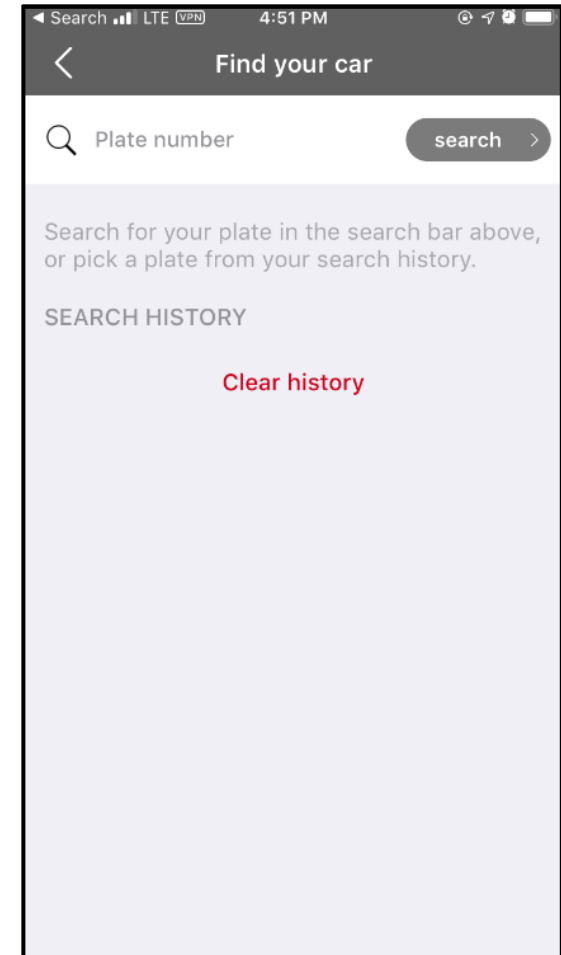 Search LTE VPN 4:51 PM
Find your car
Plate number search
Search for your plate in the search bar above,
or pick a plate from your search history.
SEARCH HISTORY
Clear history